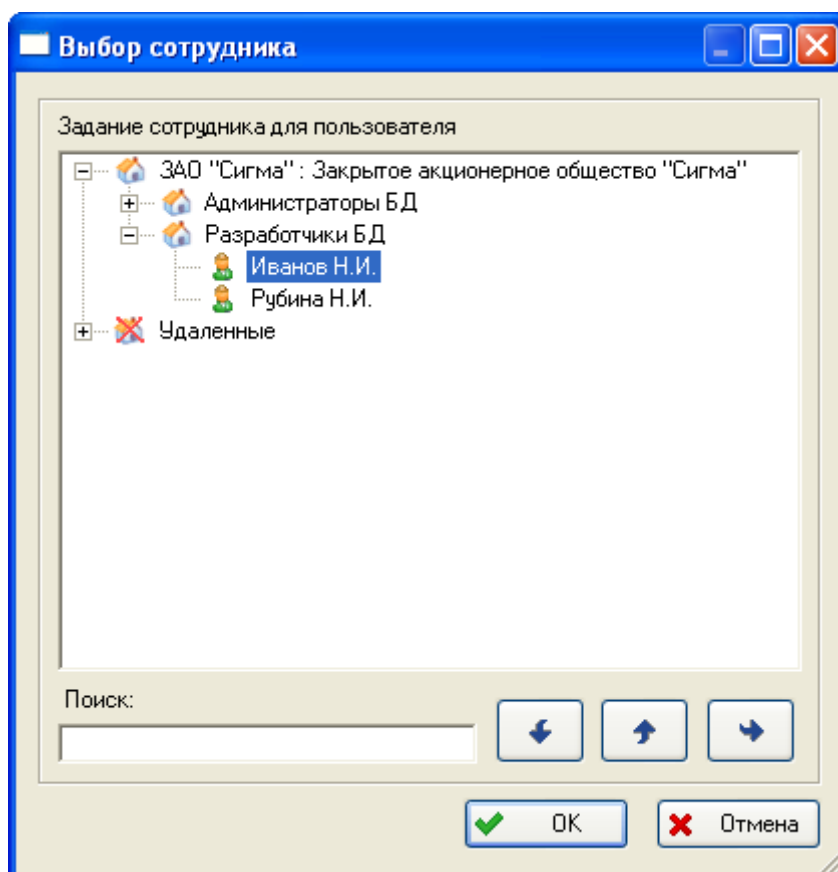 Выбор сотрудника
Задание сотрудника для пользователя
ЗАО "Сигма" : Закрытое акционерное общество "Сигма"
Администраторы БД
Разработчики БД
Иванов Н.И.
Рубина Н.И.
Удаленные
Поиск:
OK
Отмена